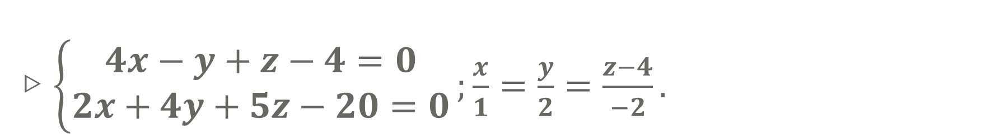 ▷ {4x − y + z − 4 = 0
2x + 4y + 5z − 20 = 0 ; x/1 = y/2 = (z−4)/−2 .